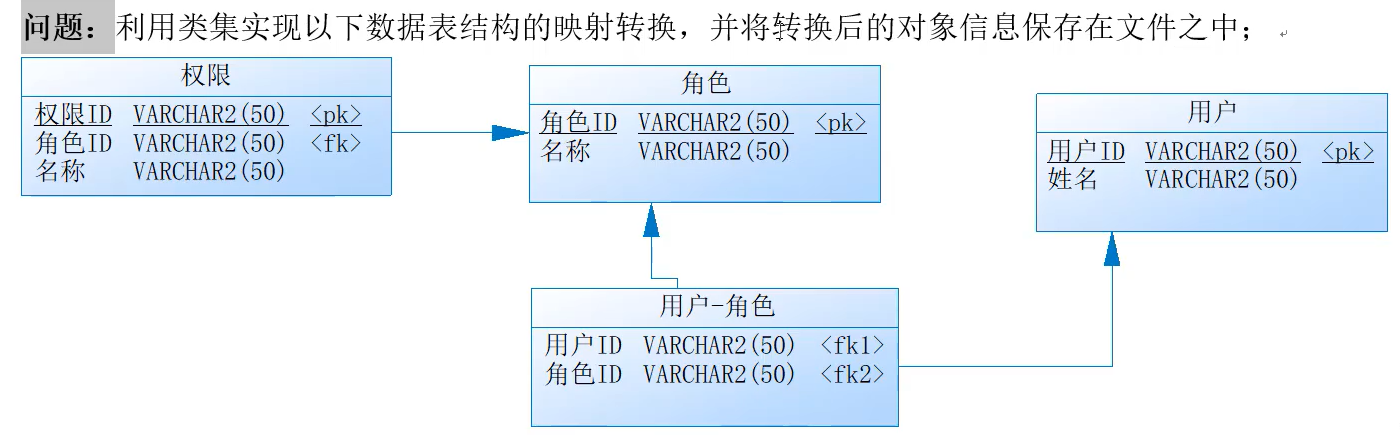 问题：利用类集实现以下数据表结构的映射转换，并将转换后的对象信息保存在文件之中；
权限
权限ID VARCHAR2(50) <pk>
角色ID VARCHAR2(50) <fk>
名称 VARCHAR2(50)
角色
角色ID VARCHAR2(50) <pk>
名称 VARCHAR2(50)
用户
用户ID VARCHAR2(50) <pk>
姓名 VARCHAR2(50)
用户-角色
用户ID VARCHAR2(50) <fk1>
角色ID VARCHAR2(50) <fk2>